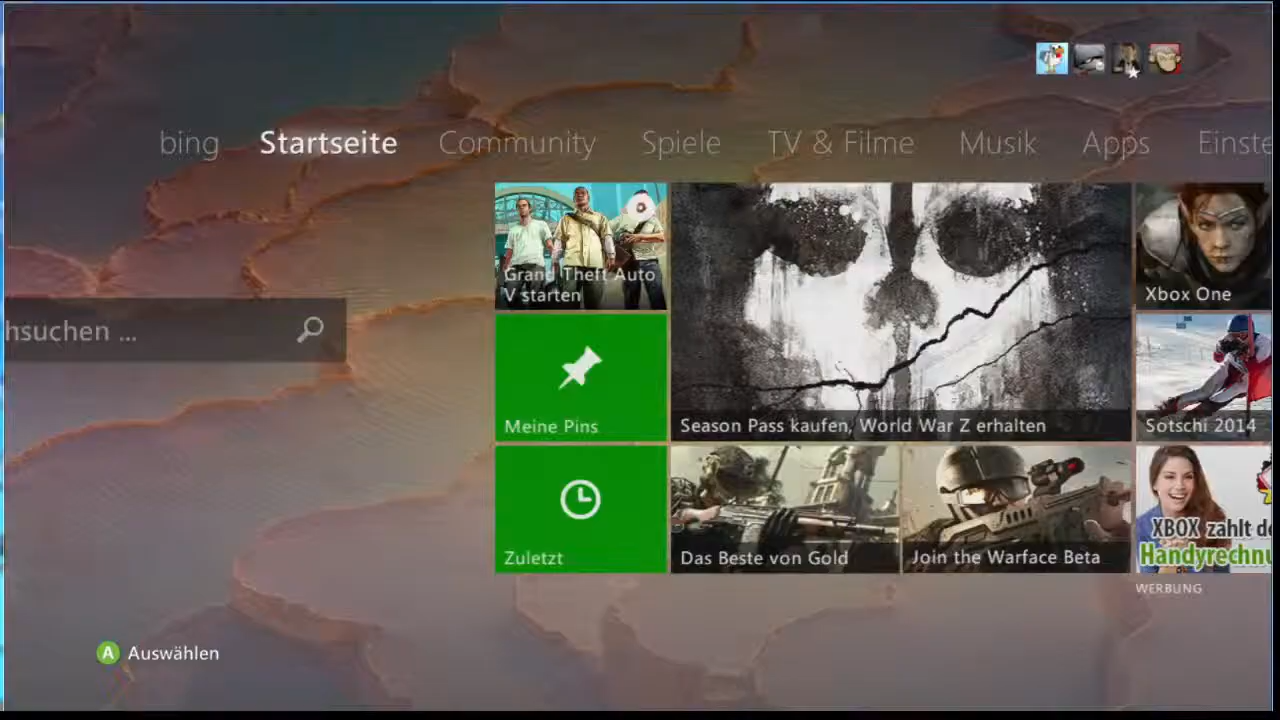 bing Startseite Community Spiele TV & Filme Musik Apps Einste
Grand Theft Auto
V starten
Xbox One
hsuchen ...
Meine Pins
Season Pass kaufen, World War Z erhalten
Sotschi 2014
Zuletzt
Das Beste von Gold
Join the Warface Beta
XBOX zahlt de
Handyrechnu
WERBUNG
A Auswählen